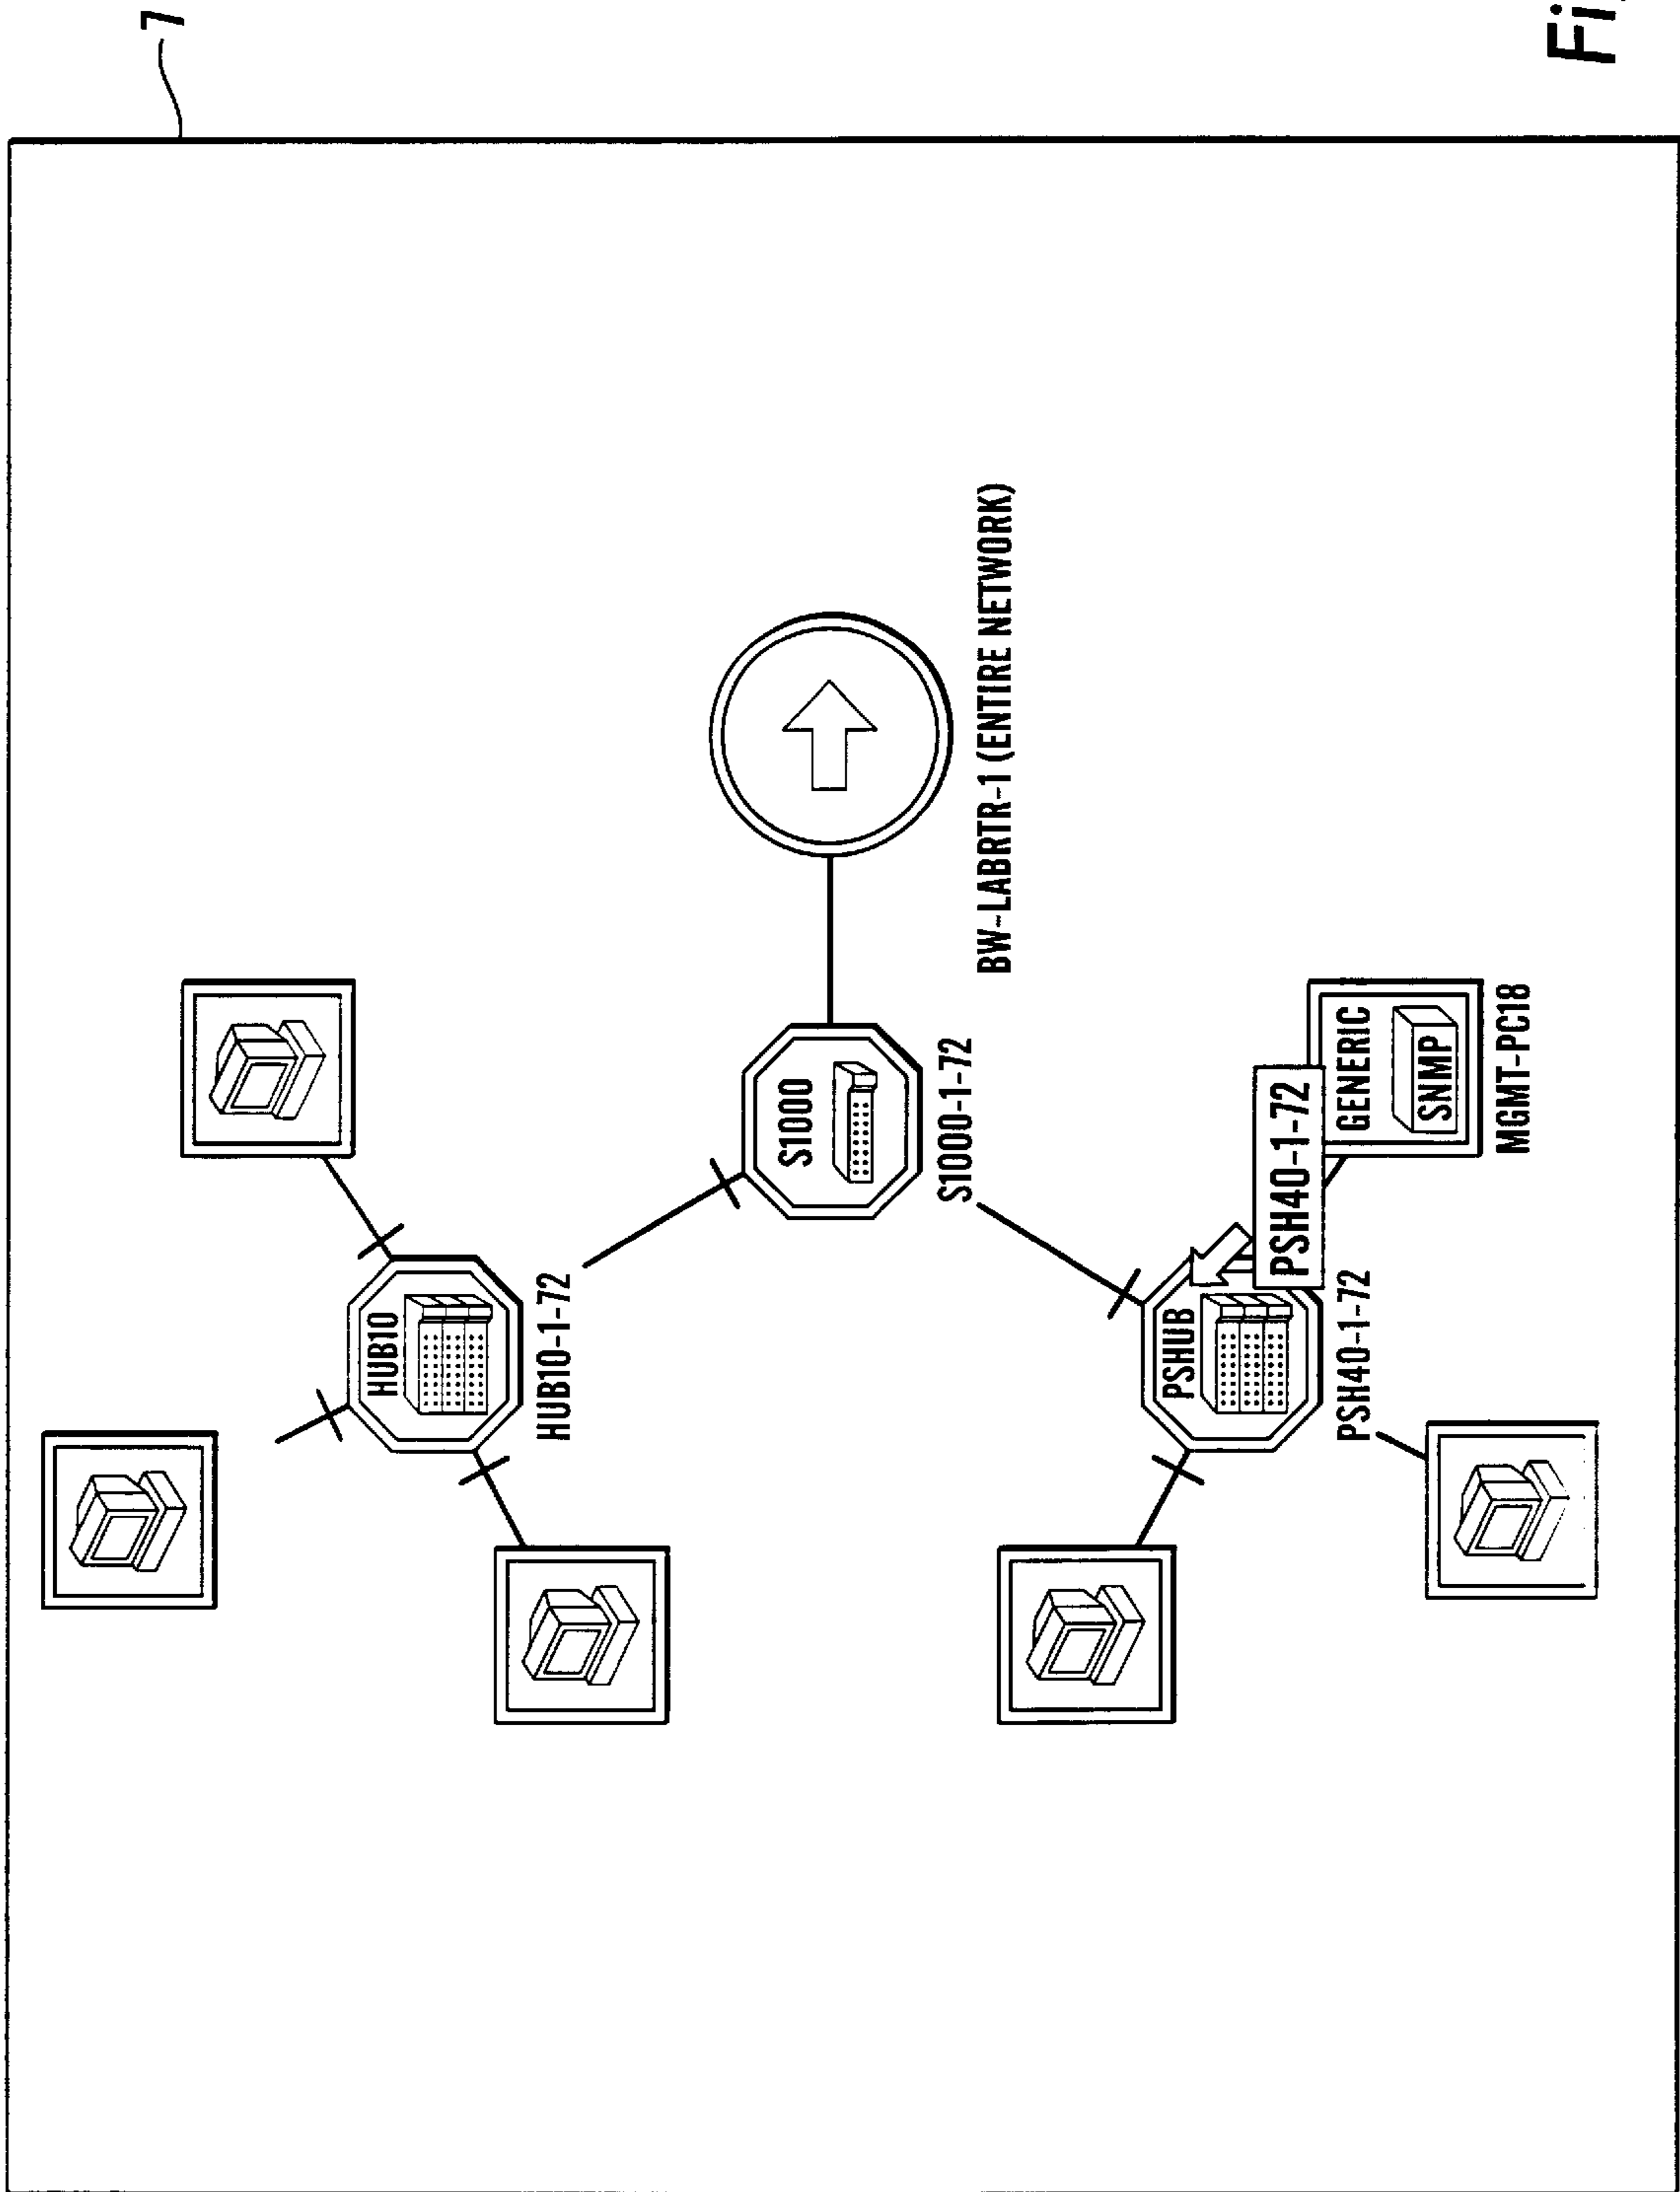 7
Fi
HUB10
HUB10-1-72
S1000
S1000-1-72
BW-LABRTR-1 (ENTIRE NETWORK)
PSHUB
PSH40-1-72
PSH40-1-72
GENERIC
SNMP
MGMT-PC18